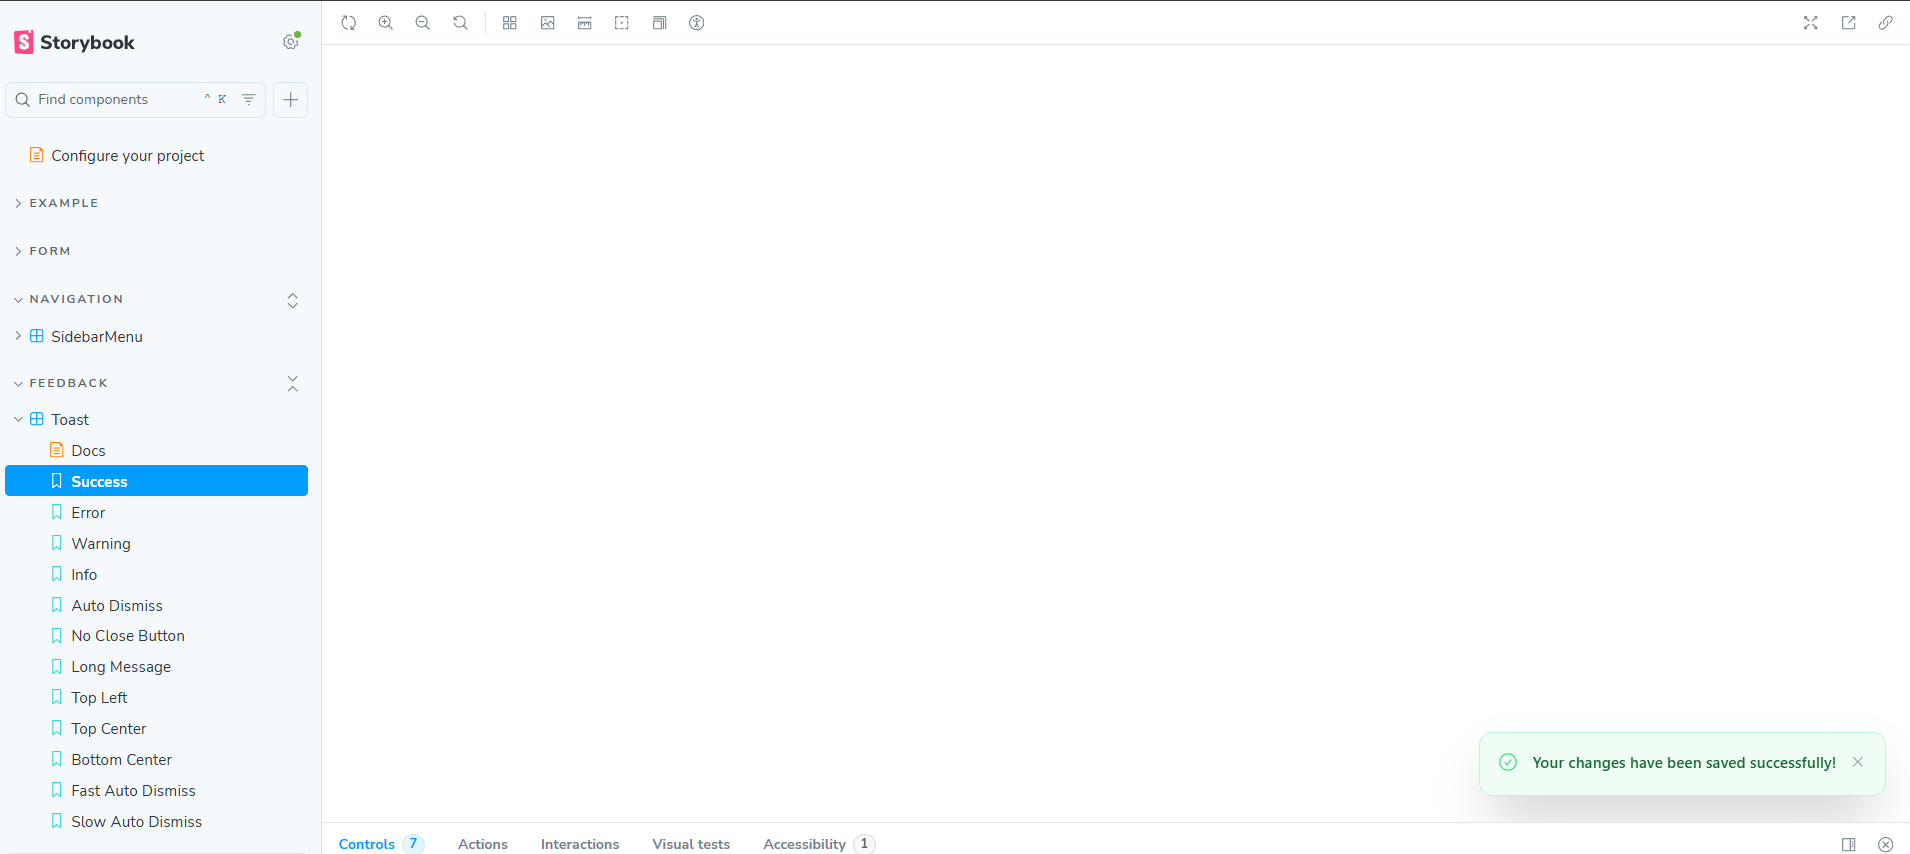 Storybook
Find components ^ K
Configure your project
EXAMPLE
FORM
NAVIGATION
SidebarMenu
FEEDBACK
Toast
Docs
Success
Error
Warning
Info
Auto Dismiss
No Close Button
Long Message
Top Left
Top Center
Bottom Center
Fast Auto Dismiss
Slow Auto Dismiss
Your changes have been saved successfully!
Controls 7 Actions Interactions Visual tests Accessibility 1